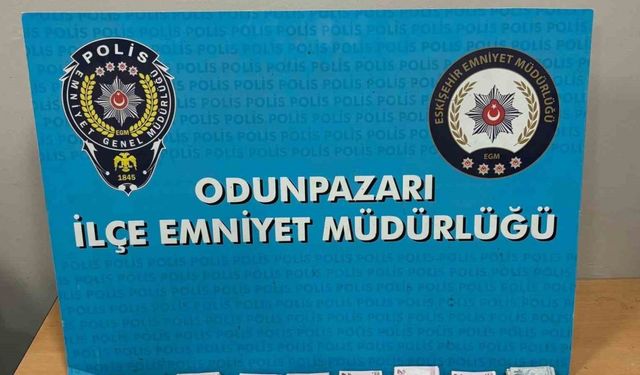 POLİS
EMNİYET GENEL MÜDÜRLÜĞÜ
EGM
1845
ESKİŞEHİR EMNİYET MÜDÜRLÜĞÜ
EGM
ODUNPAZARI
İLÇE EMNİYET MÜDÜRLÜĞÜ